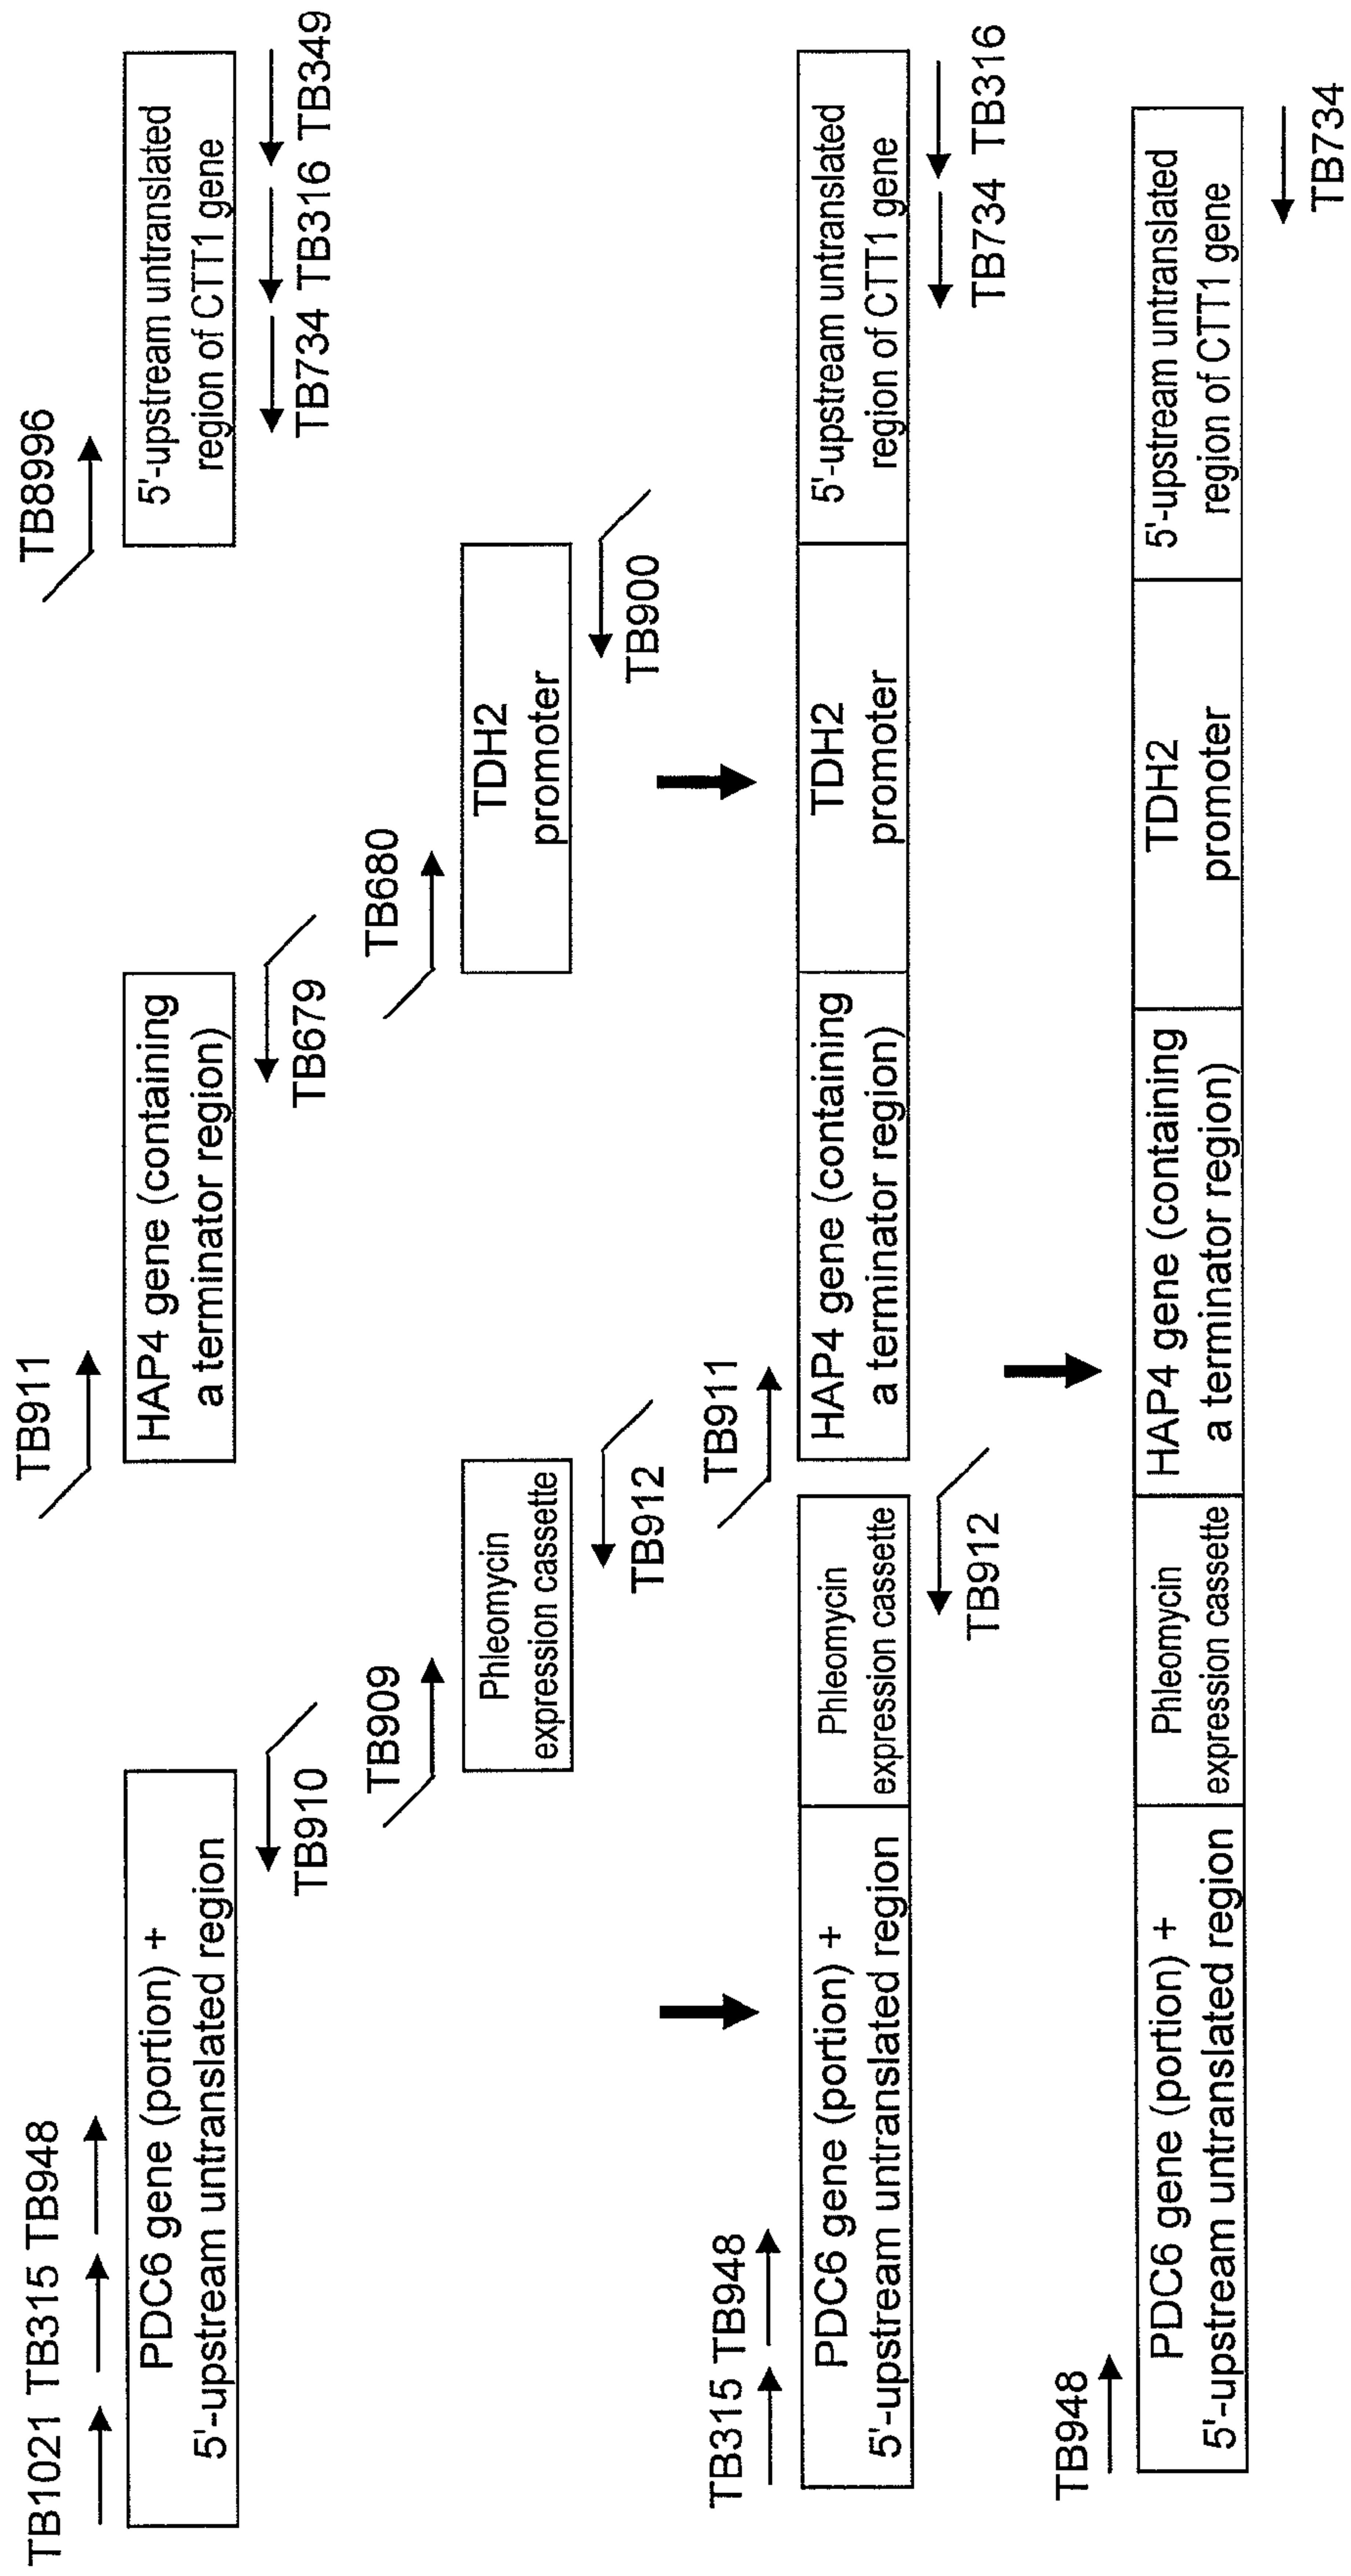 TB1021 TB315 TB948
PDC6 gene (portion) +
5'-upstream untranslated region
TB910
TB911
HAP4 gene (containing
a terminator region)
TB679
TB8996
5'-upstream untranslated
region of CTT1 gene
TB734 TB316 TB349
TB909
Phleomycin
expression cassette
TB912
TB680
TDH2
promoter
TB900
TB315 TB948
PDC6 gene (portion) +
5'-upstream untranslated region
Phleomycin
expression cassette
TB912
TB911
HAP4 gene (containing
a terminator region)
TDH2
promoter
5'-upstream untranslated
region of CTT1 gene
TB734 TB316
TB948
PDC6 gene (portion) +
5'-upstream untranslated region
Phleomycin
expression cassette
HAP4 gene (containing
a terminator region)
TDH2
promoter
5'-upstream untranslated
region of CTT1 gene
TB734